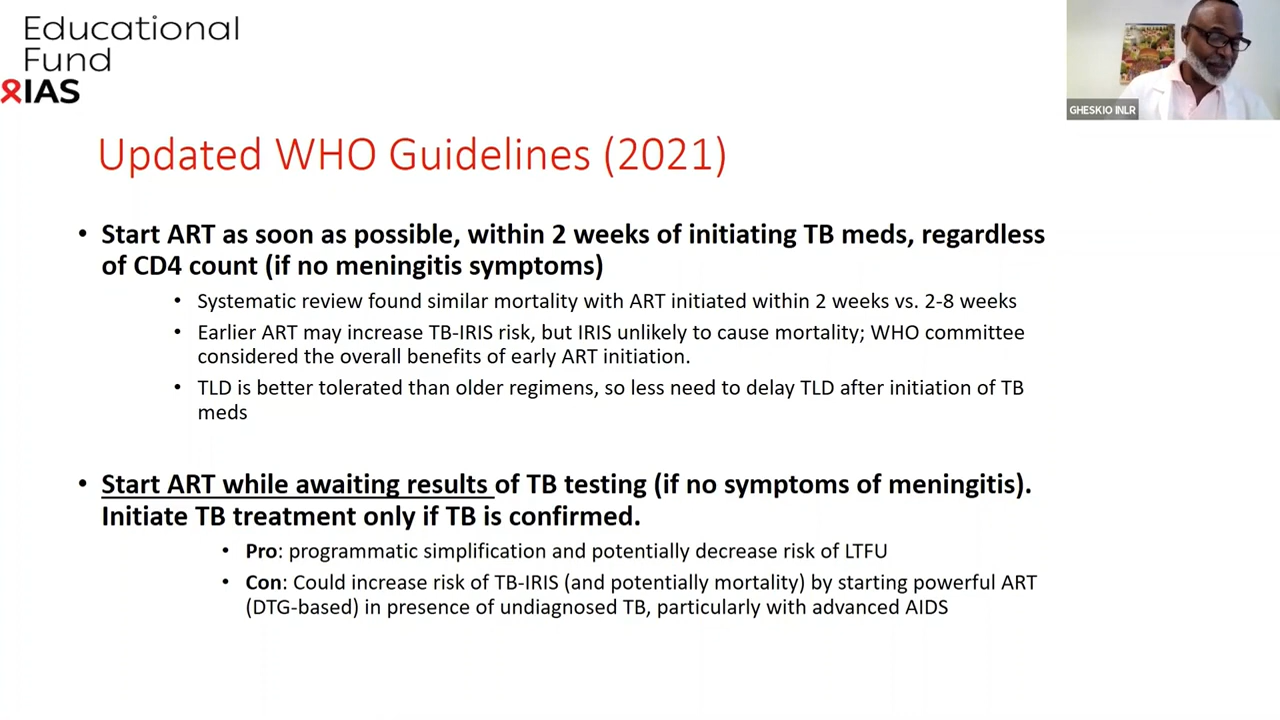 Educational
Fund
IAS
GHESKIO INLR
Updated WHO Guidelines (2021)
• Start ART as soon as possible, within 2 weeks of initiating TB meds, regardless
of CD4 count (if no meningitis symptoms)
• Systematic review found similar mortality with ART initiated within 2 weeks vs. 2-8 weeks
• Earlier ART may increase TB-IRIS risk, but IRIS unlikely to cause mortality; WHO committee
considered the overall benefits of early ART initiation.
• TLD is better tolerated than older regimens, so less need to delay TLD after initiation of TB
meds
• Start ART while awaiting results of TB testing (if no symptoms of meningitis).
Initiate TB treatment only if TB is confirmed.
• Pro: programmatic simplification and potentially decrease risk of LTFU
• Con: Could increase risk of TB-IRIS (and potentially mortality) by starting powerful ART
(DTG-based) in presence of undiagnosed TB, particularly with advanced AIDS